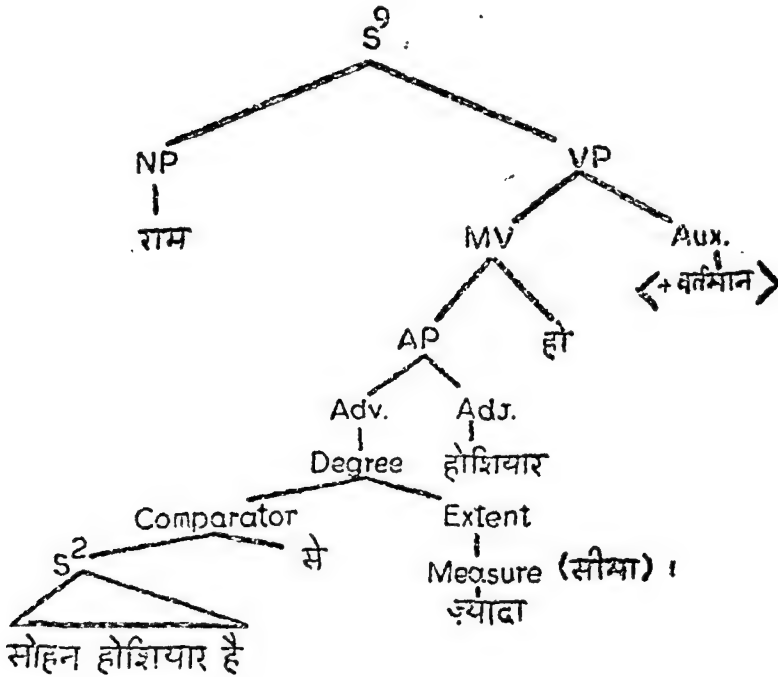 S9
NP VP
राम MV Aux.
<+वर्तमान>
AP हो
Adv. Adj.
Degree होशियार
Comparator Extent
S2 से Measure (सीमा)
ज़्यादा
सोहन होशियार है